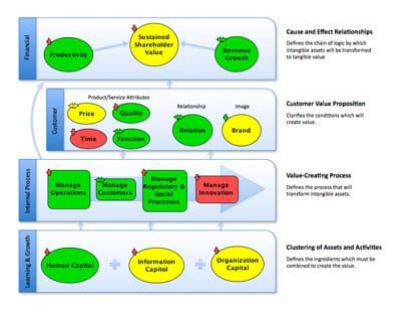 Financial
Productivity
Sustained
Shareholder
Value
Revenue
Growth
Cause and Effect Relationships
Defines the chain of logic by which
intangible assets will be transformed
to tangible value.
Customer
Product/Service Attributes
Price
Quality
Time
Function
Relationship
Relation
Image
Brand
Customer Value Proposition
Clarifies the conditions which will
create value.
Internal Process
Manage
Operations
Manage
Customers
Manage
Regulatory &
Social
Processes
Manage
Innovation
Value-Creating Process
Defines the process that will
transform intangible assets.
Learning & Growth
Human Capitol
Information
Capitol
Organization
Capital
Clustering of Assets and Activities
Defines the ingredients which must be
combined to create the value.